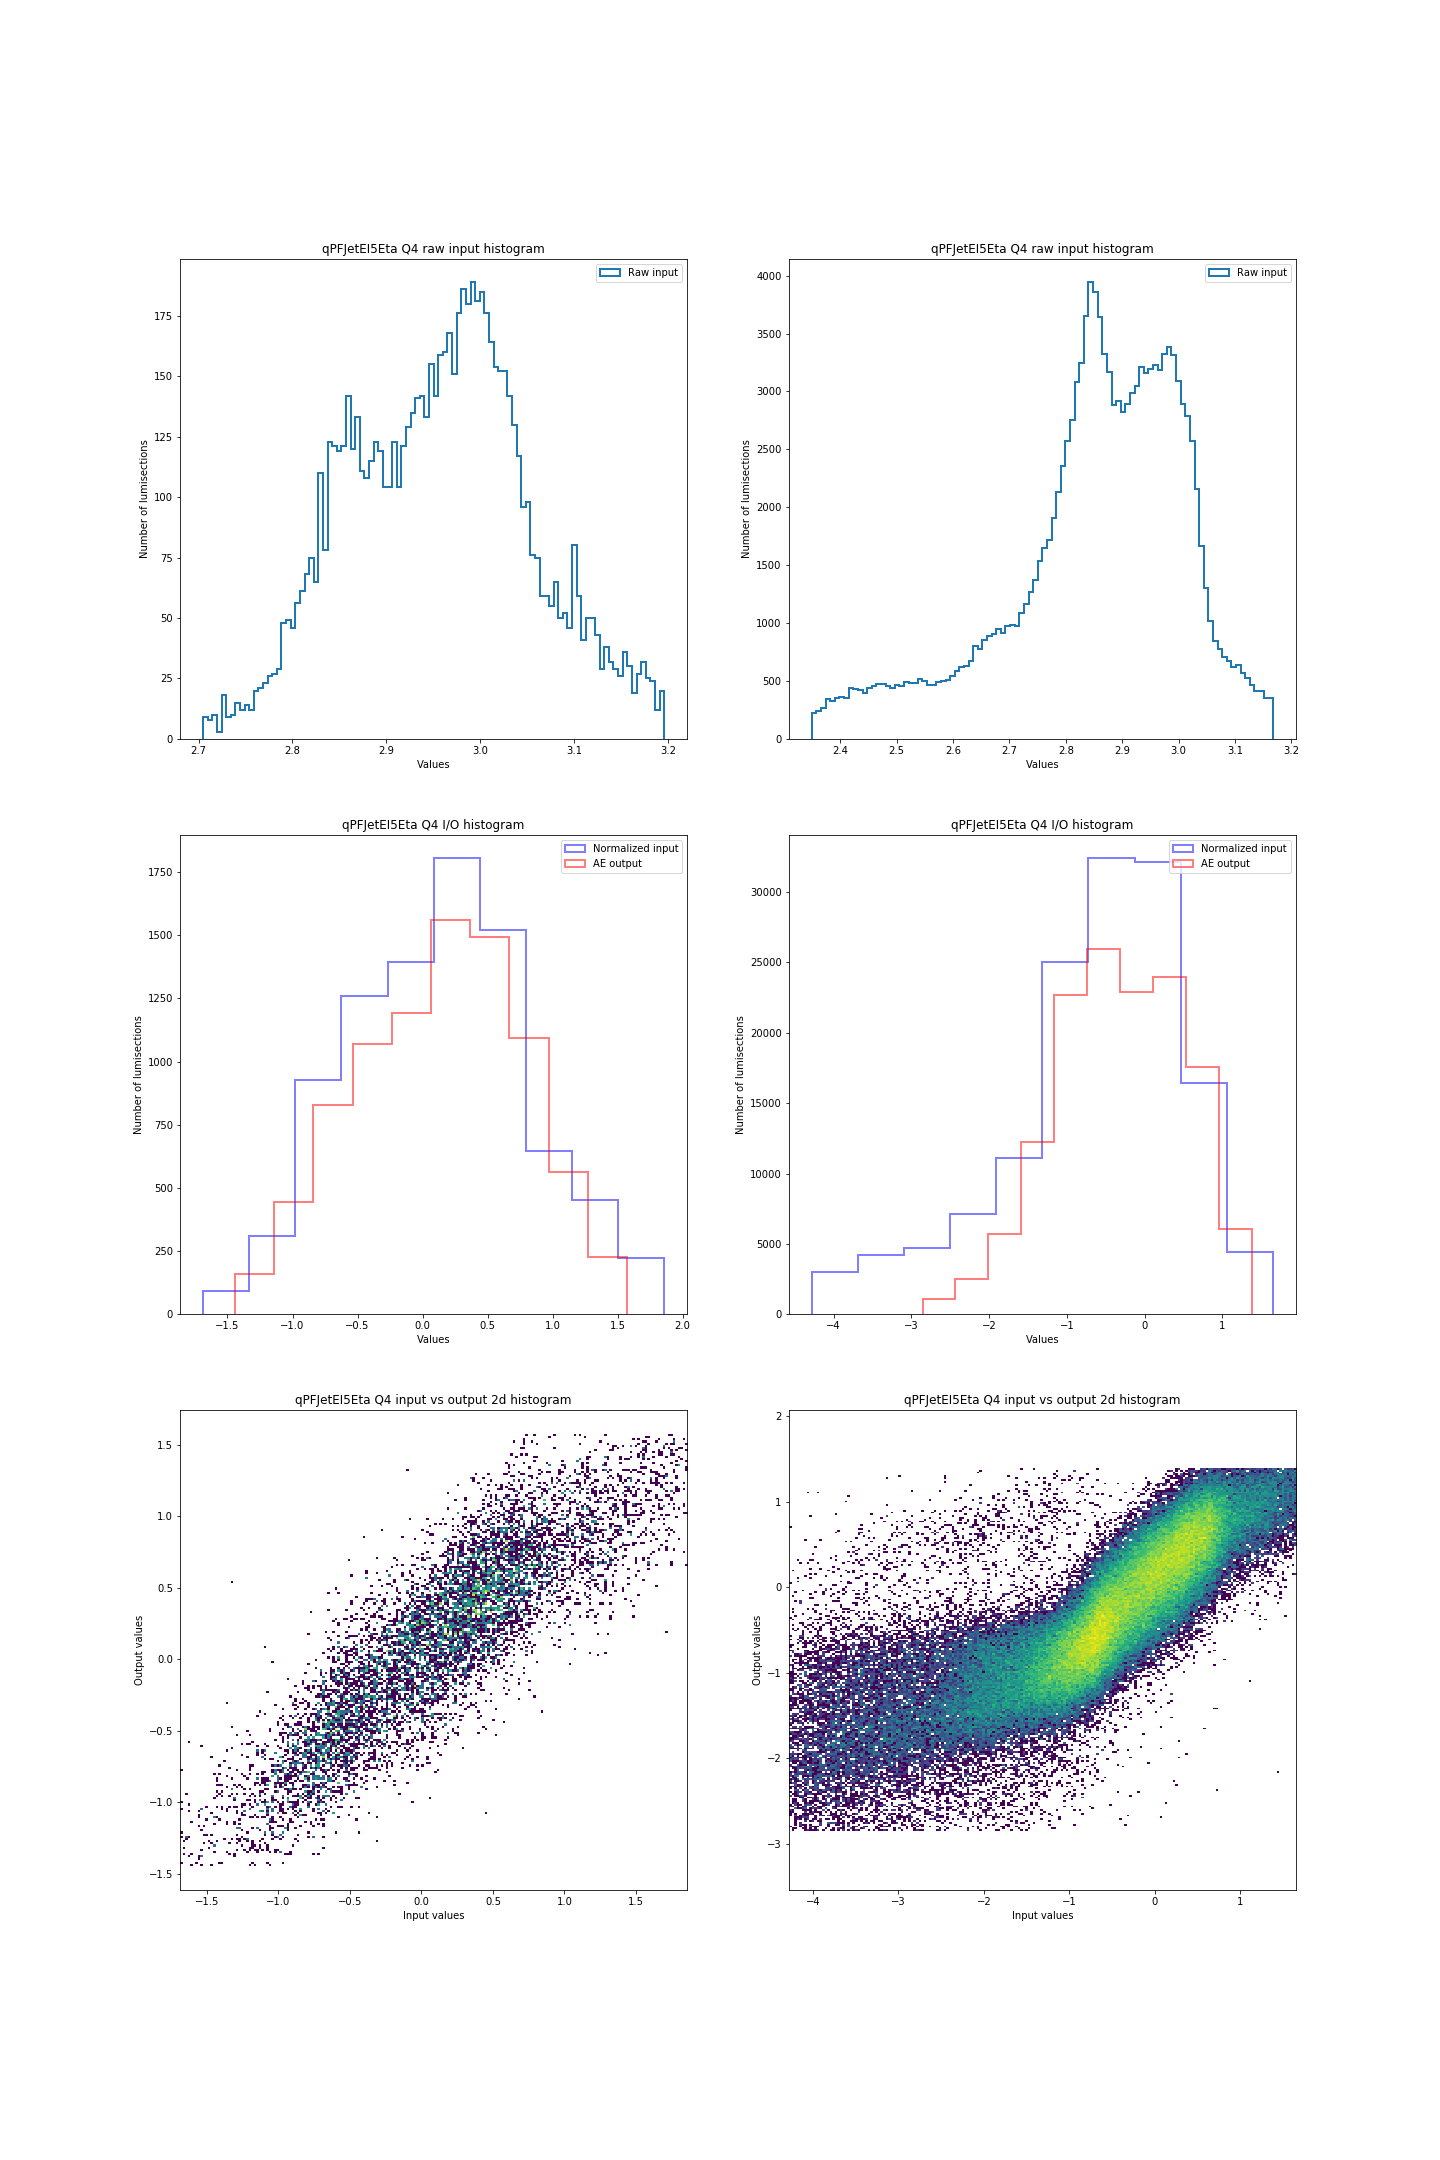 qPFJetEI5Eta Q4 raw input histogram
Raw input
175
150
125
100
75
50
25
0
Number of lumisections
2.7 2.8 2.9 3.0 3.1 3.2
Values
qPFJetEI5Eta Q4 raw input histogram
Raw input
4000
3500
3000
2500
2000
1500
1000
500
0
Number of lumisections
2.4 2.5 2.6 2.7 2.8 2.9 3.0 3.1 3.2
Values
qPFJetEI5Eta Q4 I/O histogram
Normalized input
AE output
1750
1500
1250
1000
750
500
250
0
Number of lumisections
−1.5 −1.0 −0.5 0.0 0.5 1.0 1.5 2.0
Values
qPFJetEI5Eta Q4 I/O histogram
Normalized input
AE output
30000
25000
20000
15000
10000
5000
0
Number of lumisections
−4 −3 −2 −1 0 1
Values
qPFJetEI5Eta Q4 input vs output 2d histogram
1.5
1.0
0.5
0.0
−0.5
−1.0
−1.5
Output values
−1.5 −1.0 −0.5 0.0 0.5 1.0 1.5
Input values
qPFJetEI5Eta Q4 input vs output 2d histogram
2
1
0
−1
−2
−3
Output values
−4 −3 −2 −1 0 1
Input values